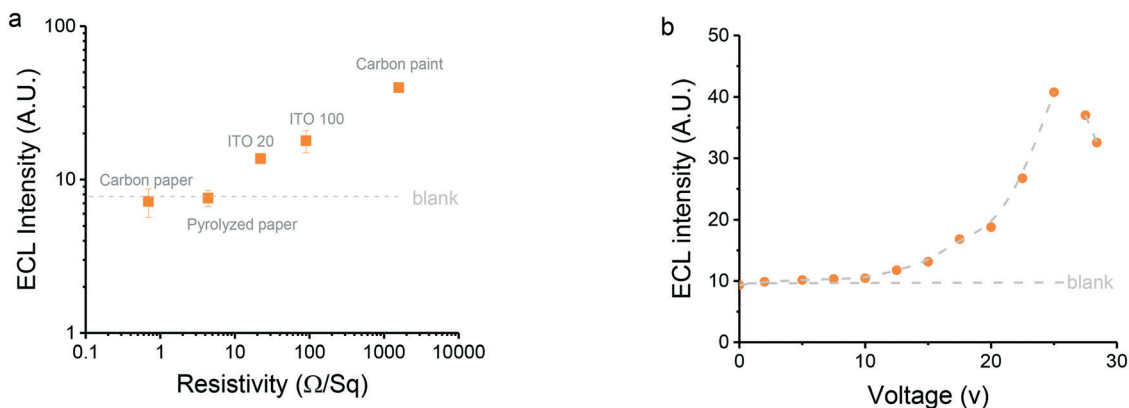 a
100
10
1
ECL Intensity (A.U.)
Carbon paint
ITO 100
ITO 20
Carbon paper
blank
Pyrolyzed paper
0.1 1 10 100 1000 10000
Resistivity (Ω/Sq)
b
50
40
30
20
10
0
ECL intensity (A.U.)
blank
0 10 20 30
Voltage (v)